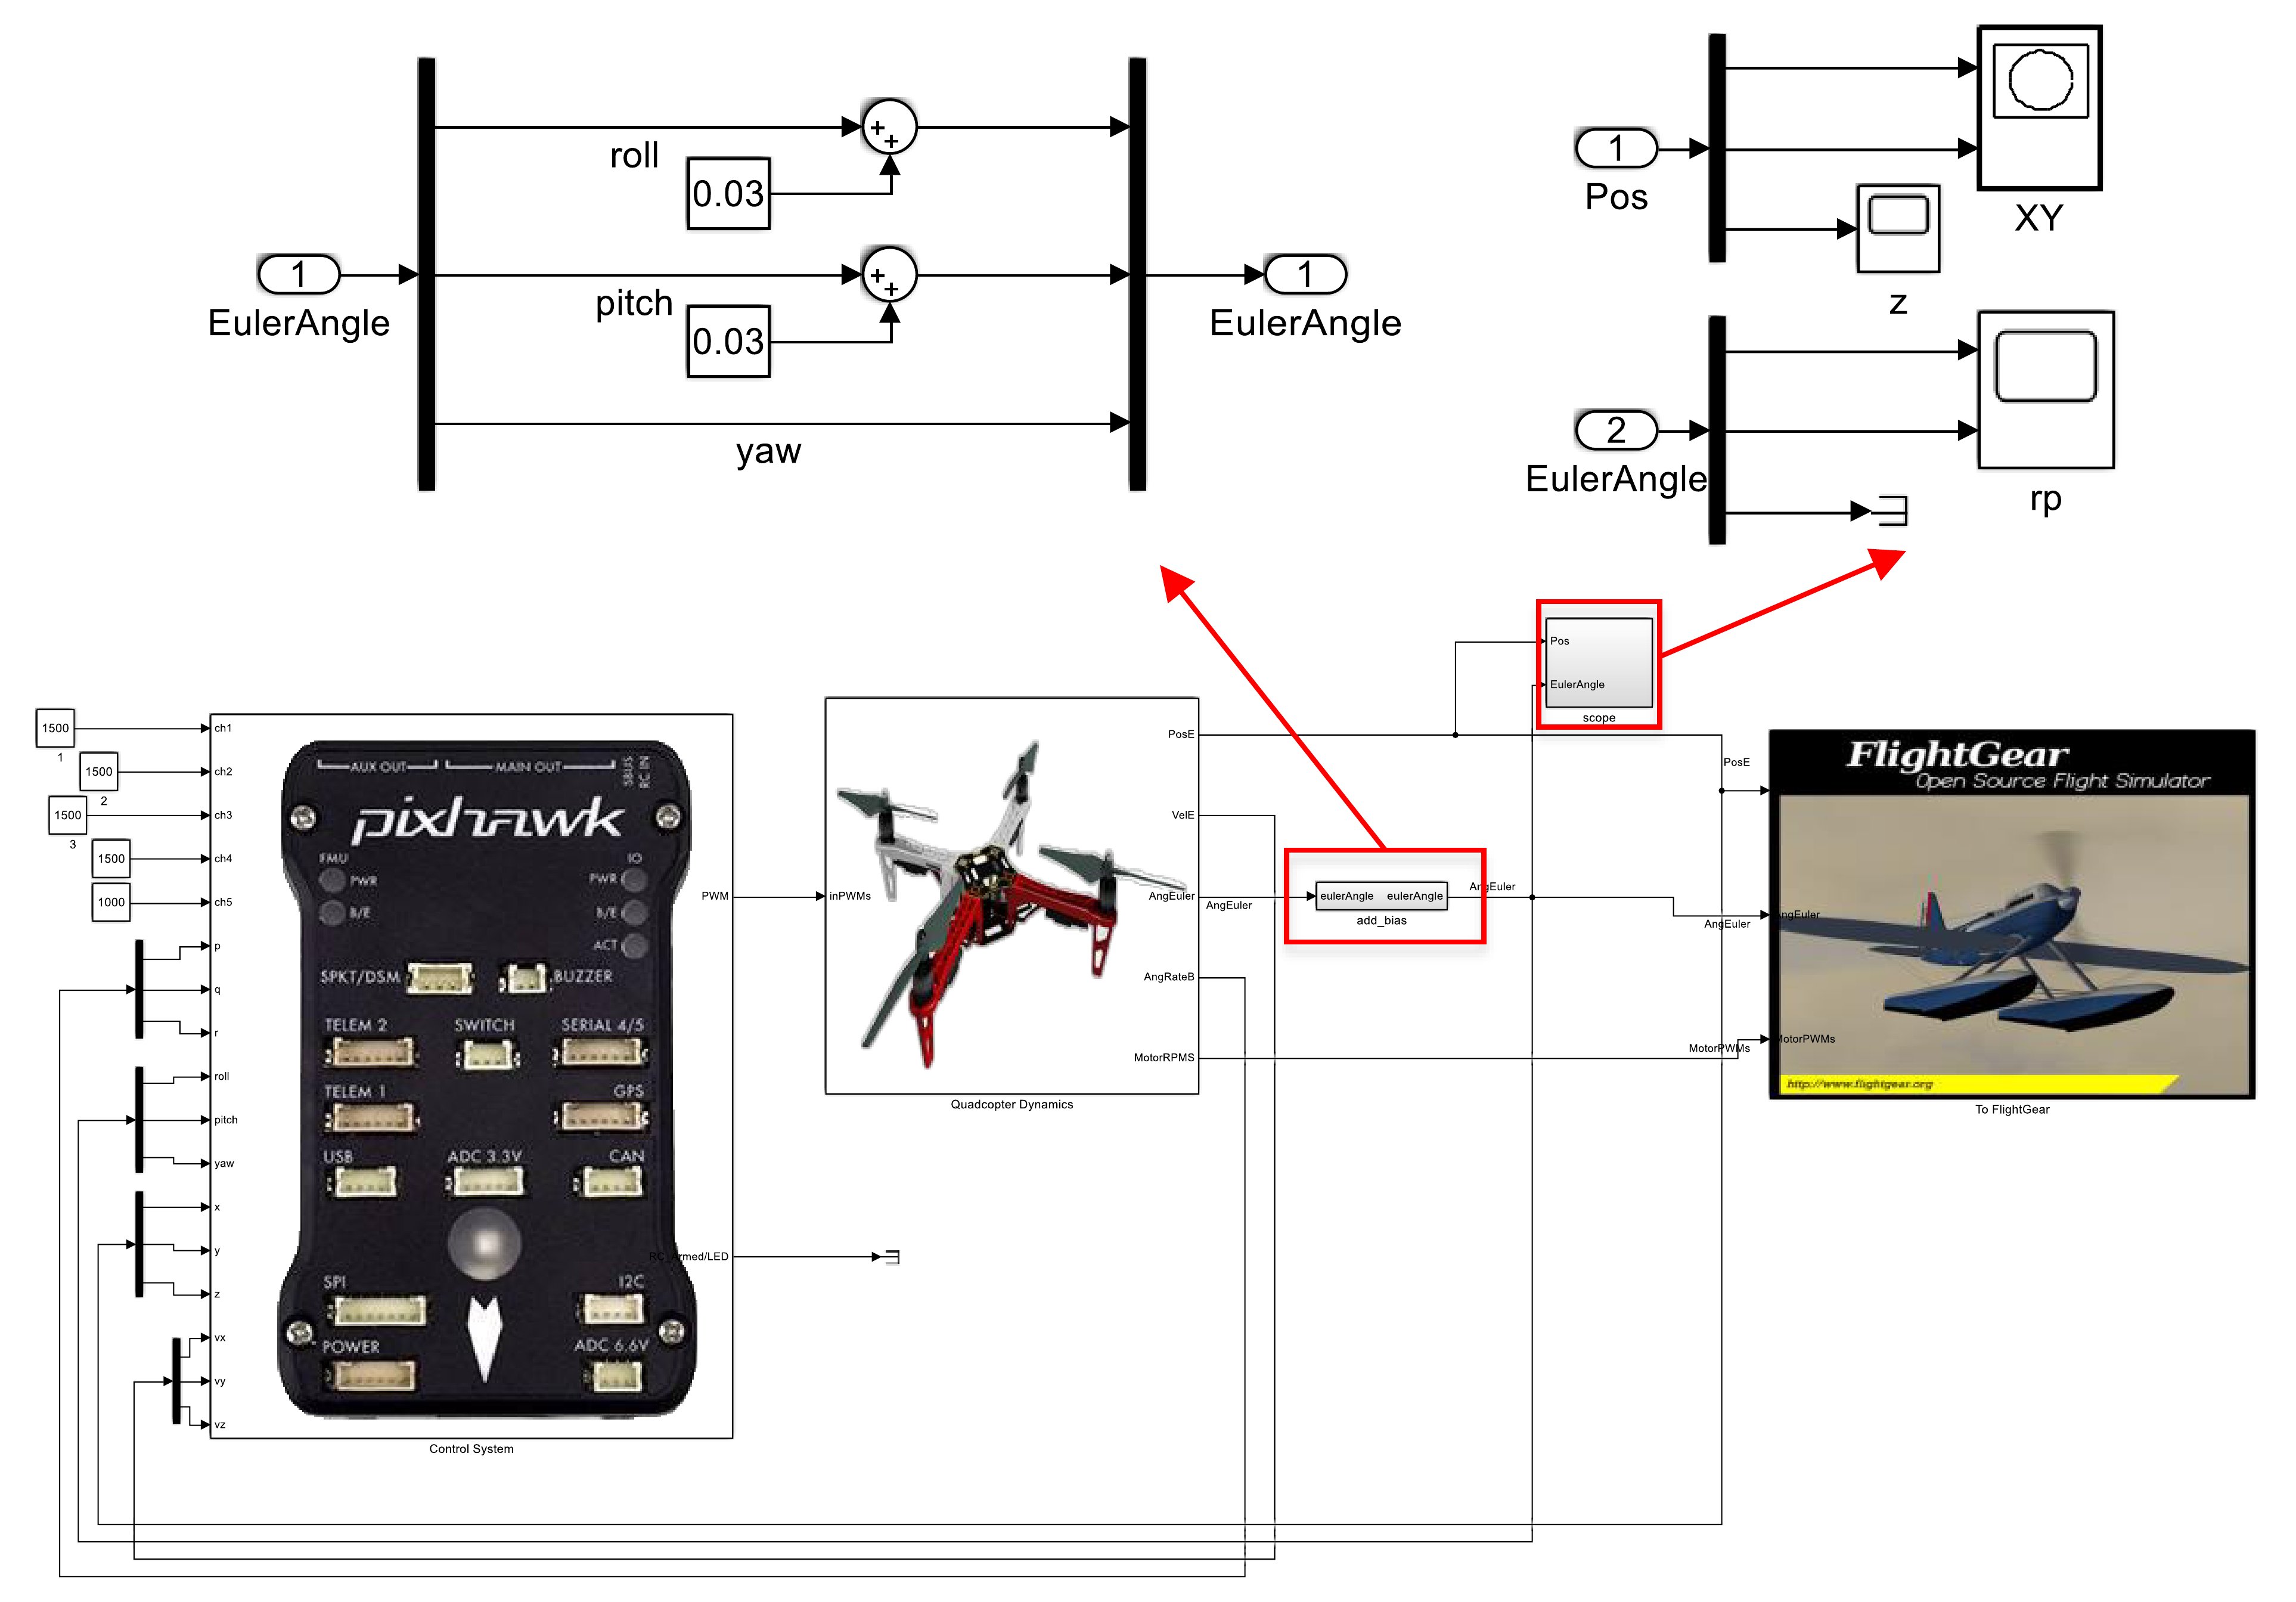 roll
0.03
1
EulerAngle
pitch
0.03
yaw
1
EulerAngle
1
Pos
XY
z
2
EulerAngle
rp
Pos
EulerAngle
scope
1500
1
1500
2
1500
3
1500
1000
ch1
ch2
ch3
ch4
ch5
p
q
r
roll
pitch
yaw
x
y
z
vx
vy
vz
AUX OUT
MAIN OUT
SBUS
RC IN
pixhawk
FMU
IO
PWR
PWR
B/E
B/E
ACT
SPKT/DSM
BUZZER
TELEM 2
SWITCH
SERIAL 4/5
TELEM 1
GPS
USB
ADC 3.3V
CAN
SPI
I2C
POWER
ADC 6.6V
PWM
RC_Armed/LED
Control System
inPWMs
PosE
VelE
AngEuler
AngRateB
MotorRPMS
Quadcopter Dynamics
AngEuler
eulerAngle eulerAngle
add_bias
AngEuler
PosE
AngEuler
MotorPWMs
FlightGear
Open Source Flight Simulator
AngEuler
MotorPWMs
http://www.flightgear.org
To FlightGear